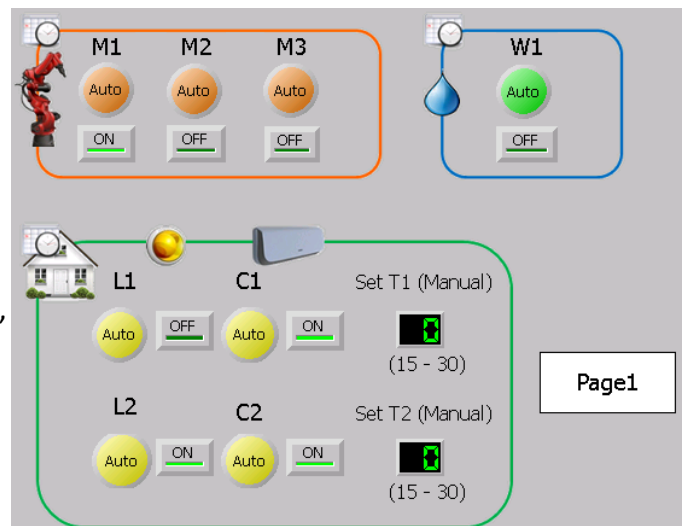 M1 M2 M3
Auto Auto Auto
ON OFF OFF
W1
Auto
OFF
L1 C1 Set T1 (Manual)
Auto OFF Auto ON 0
(15 - 30)
L2 C2 Set T2 (Manual)
Auto ON Auto ON 0
(15 - 30)
Page1
,